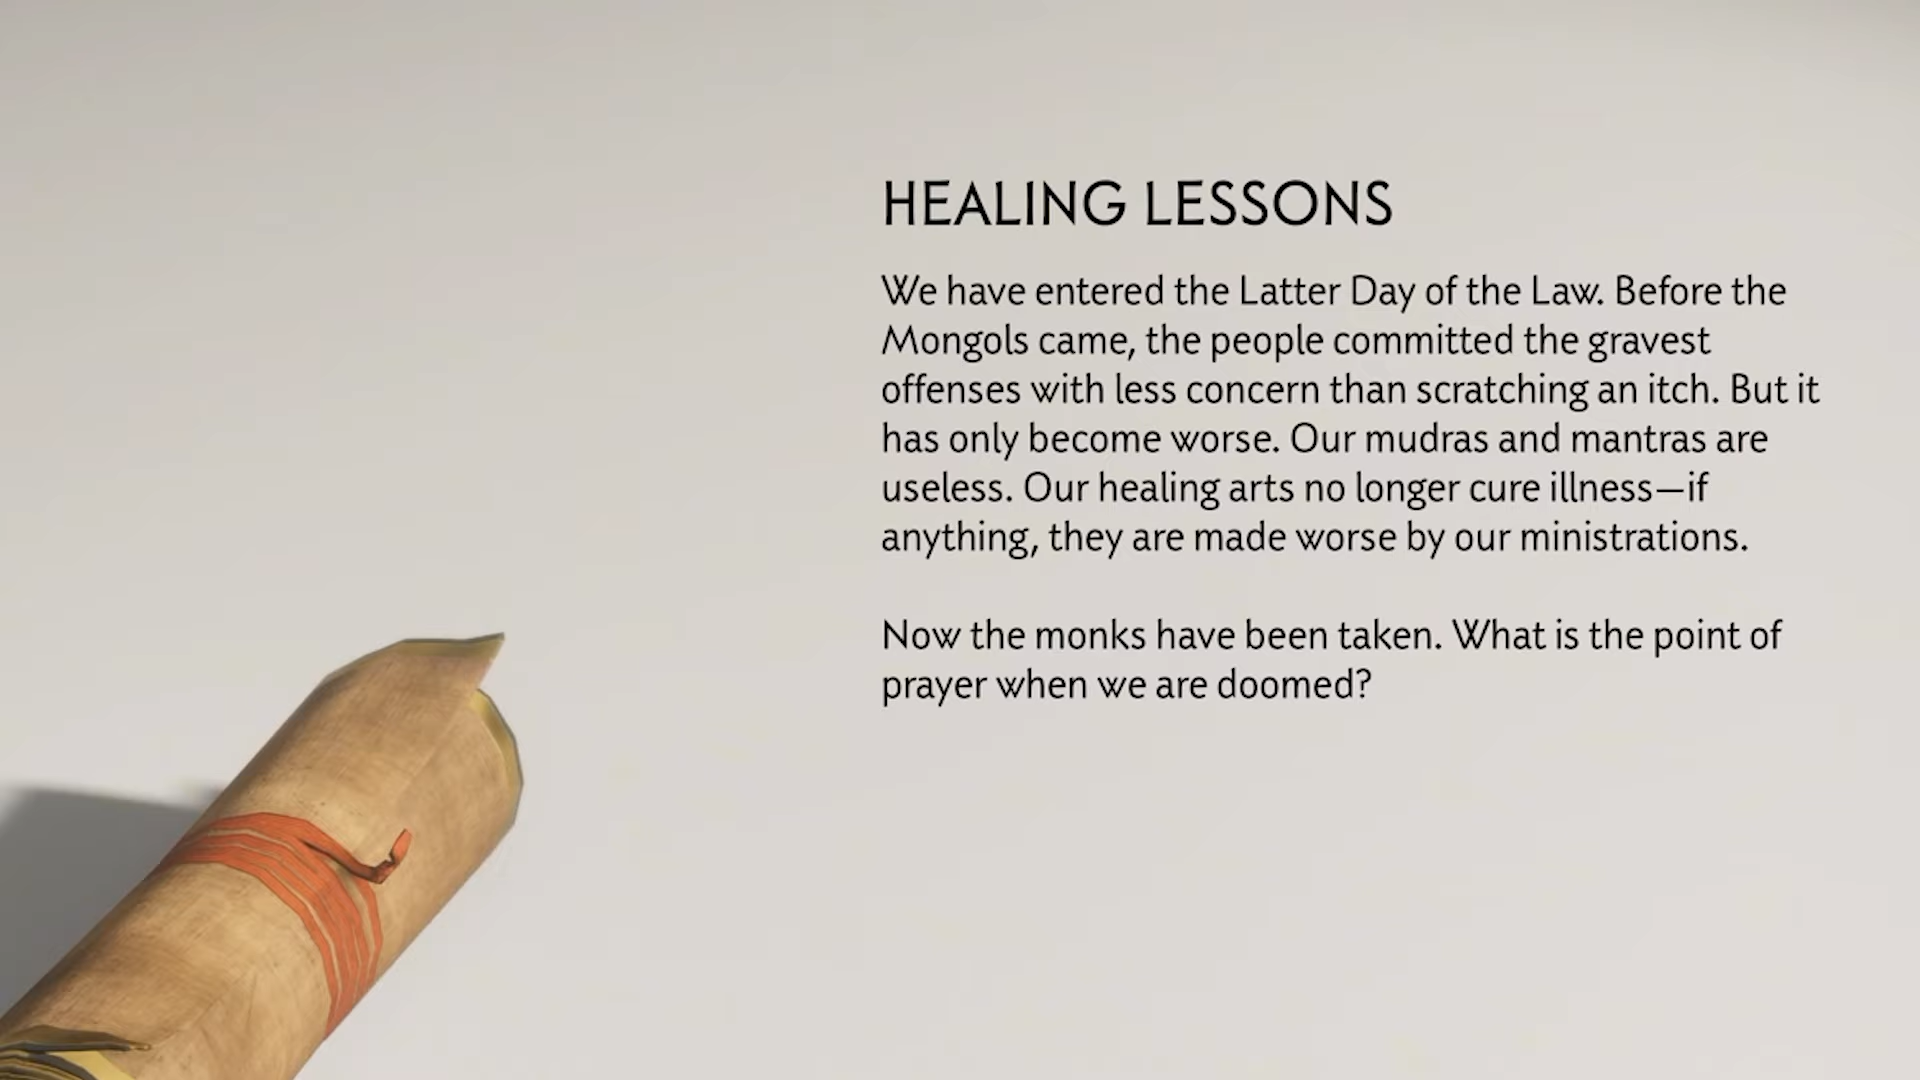 HEALING LESSONS
We have entered the Latter Day of the Law. Before the
Mongols came, the people committed the gravest
offenses with less concern than scratching an itch. But it
has only become worse. Our mudras and mantras are
useless. Our healing arts no longer cure illness—if
anything, they are made worse by our ministrations.
Now the monks have been taken. What is the point of
prayer when we are doomed?